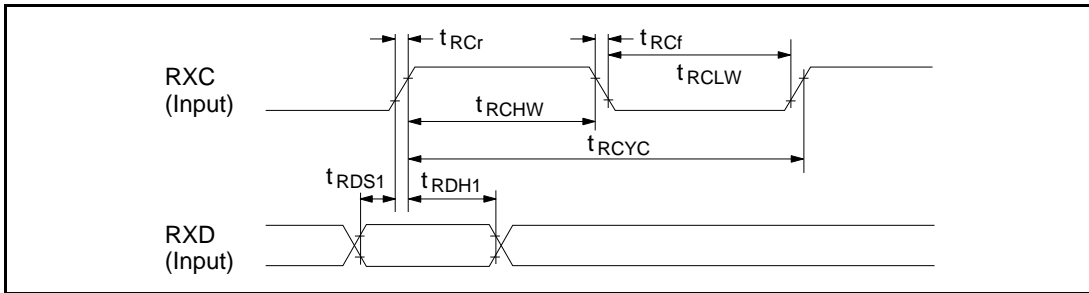 tRCr
tRCf
RXC
(Input)
tRCLW
tRCHW
tRCYC
tRDS1
tRDH1
RXD
(Input)